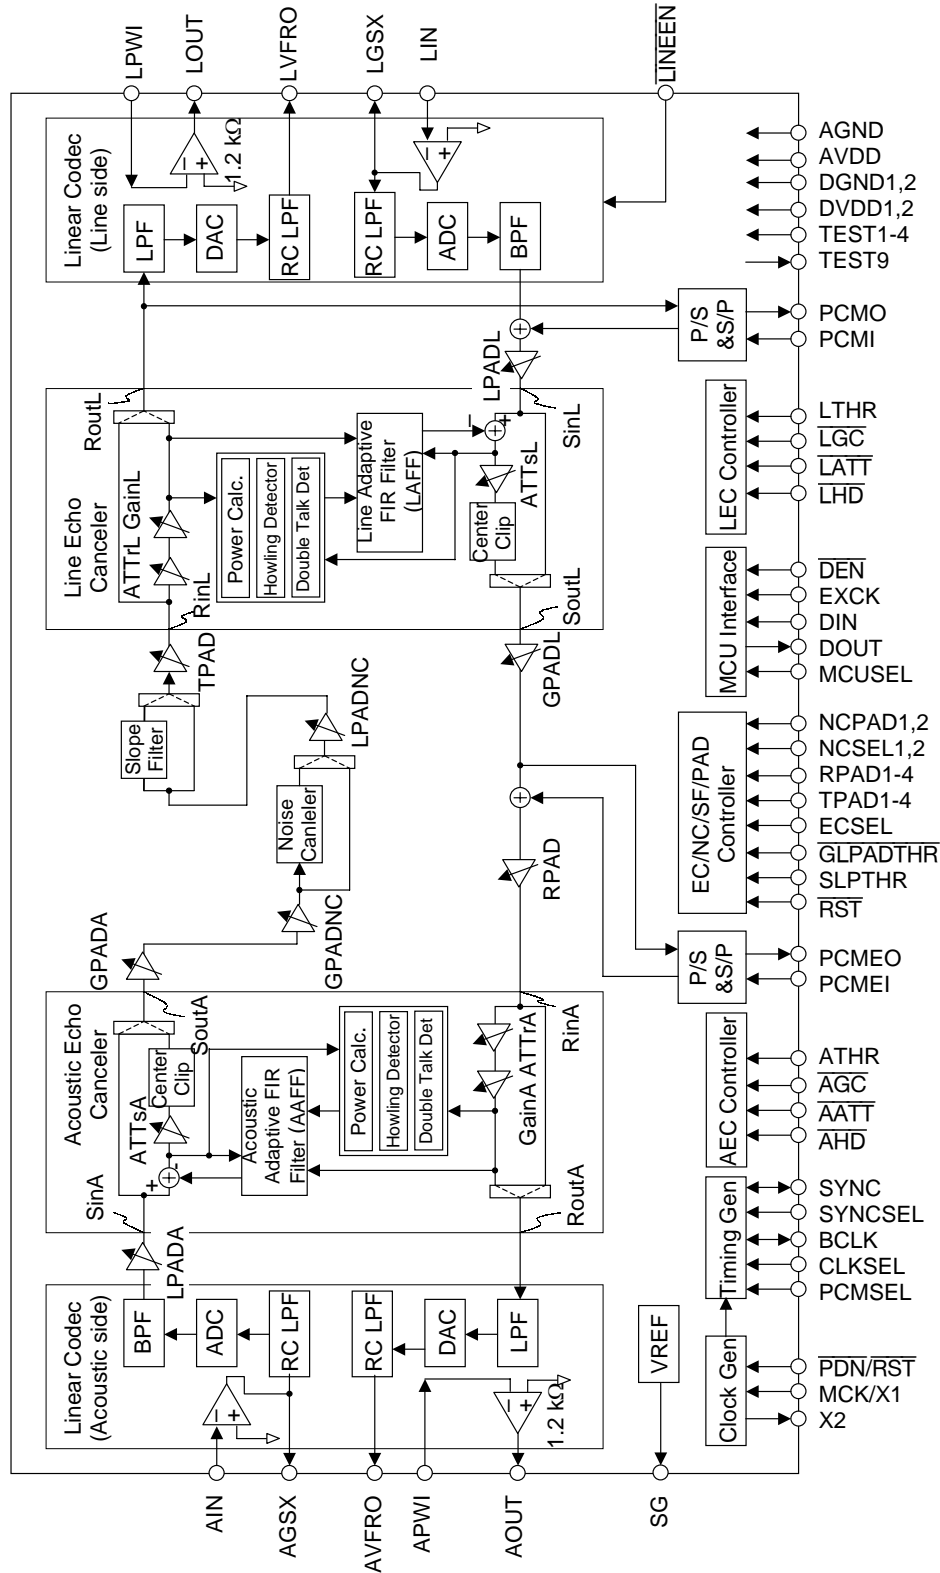 LPWI
LOUT
LVFRO
LGSX
LIN
LINEEN
Linear Codec
(Line side)
LPF
DAC
RC LPF
1.2 kΩ
− +
RC LPF
ADC
BPF
− +
AGND
AVDD
DGND1,2
DVDD1,2
TEST1-4
TEST9
P/S
&S/P
PCMO
PCMI
LPADL
RoutL
SinL
Line Echo
Canceler
ATTrL GainL
Power Calc.
Howling Detector
Double Talk Det
Line Adaptive
FIR Filter
(LAFF)
− +
ATTsL
Center
Clip
RinL
SoutL
LEC Controller
LTHR
LGC
LATT
LHD
TPAD
GPADL
Slope
Filter
LPADNC
Noise
Canleler
GPADNC
GPADA
RPAD
MCU Interface
DEN
EXCK
DIN
DOUT
MCUSEL
EC/NC/SF/PAD
Controller
NCPAD1,2
NCSEL1,2
RPAD1-4
TPAD1-4
ECSEL
GLPADTHR
SLPTHR
RST
P/S
&S/P
PCMEO
PCMEI
SoutA
RinA
Acoustic Echo
Canceler
ATTsA
Center
Clip
+ -
Acoustic
Adaptive FIR
Filter (AAFF)
Power Calc.
Howling Detector
Double Talk Det
GainA ATTrA
SinA
RoutA
AEC Controller
ATHR
AGC
AATT
AHD
LPADA
Timing Gen
SYNC
SYNCSEL
BCLK
CLKSEL
PCMSEL
Linear Codec
(Acoustic side)
BPF
ADC
RC LPF
− +
RC LPF
DAC
LPF
− +
1.2 kΩ
VREF
Clock Gen
PDN/RST
MCK/X1
X2
AIN
AGSX
AVFRO
APWI
AOUT
SG